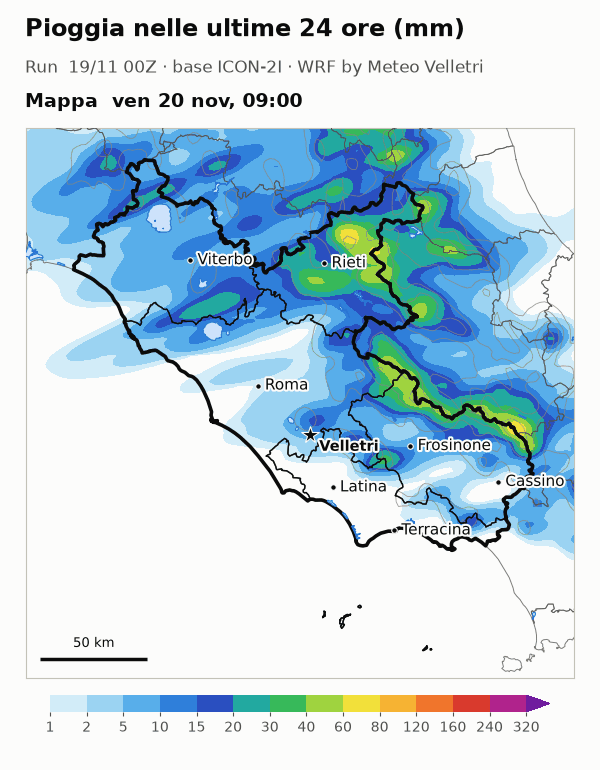 Pioggia nelle ultime 24 ore (mm)
Run  19/11 00Z · base ICON-2I · WRF by Meteo Velletri
Mappa  ven 20 nov, 09:00
Viterbo
Rieti
Roma
Velletri
Frosinone
Latina
Cassino
Terracina
50 km
1 2 5 10 15 20 30 40 60 80 120 160 240 320